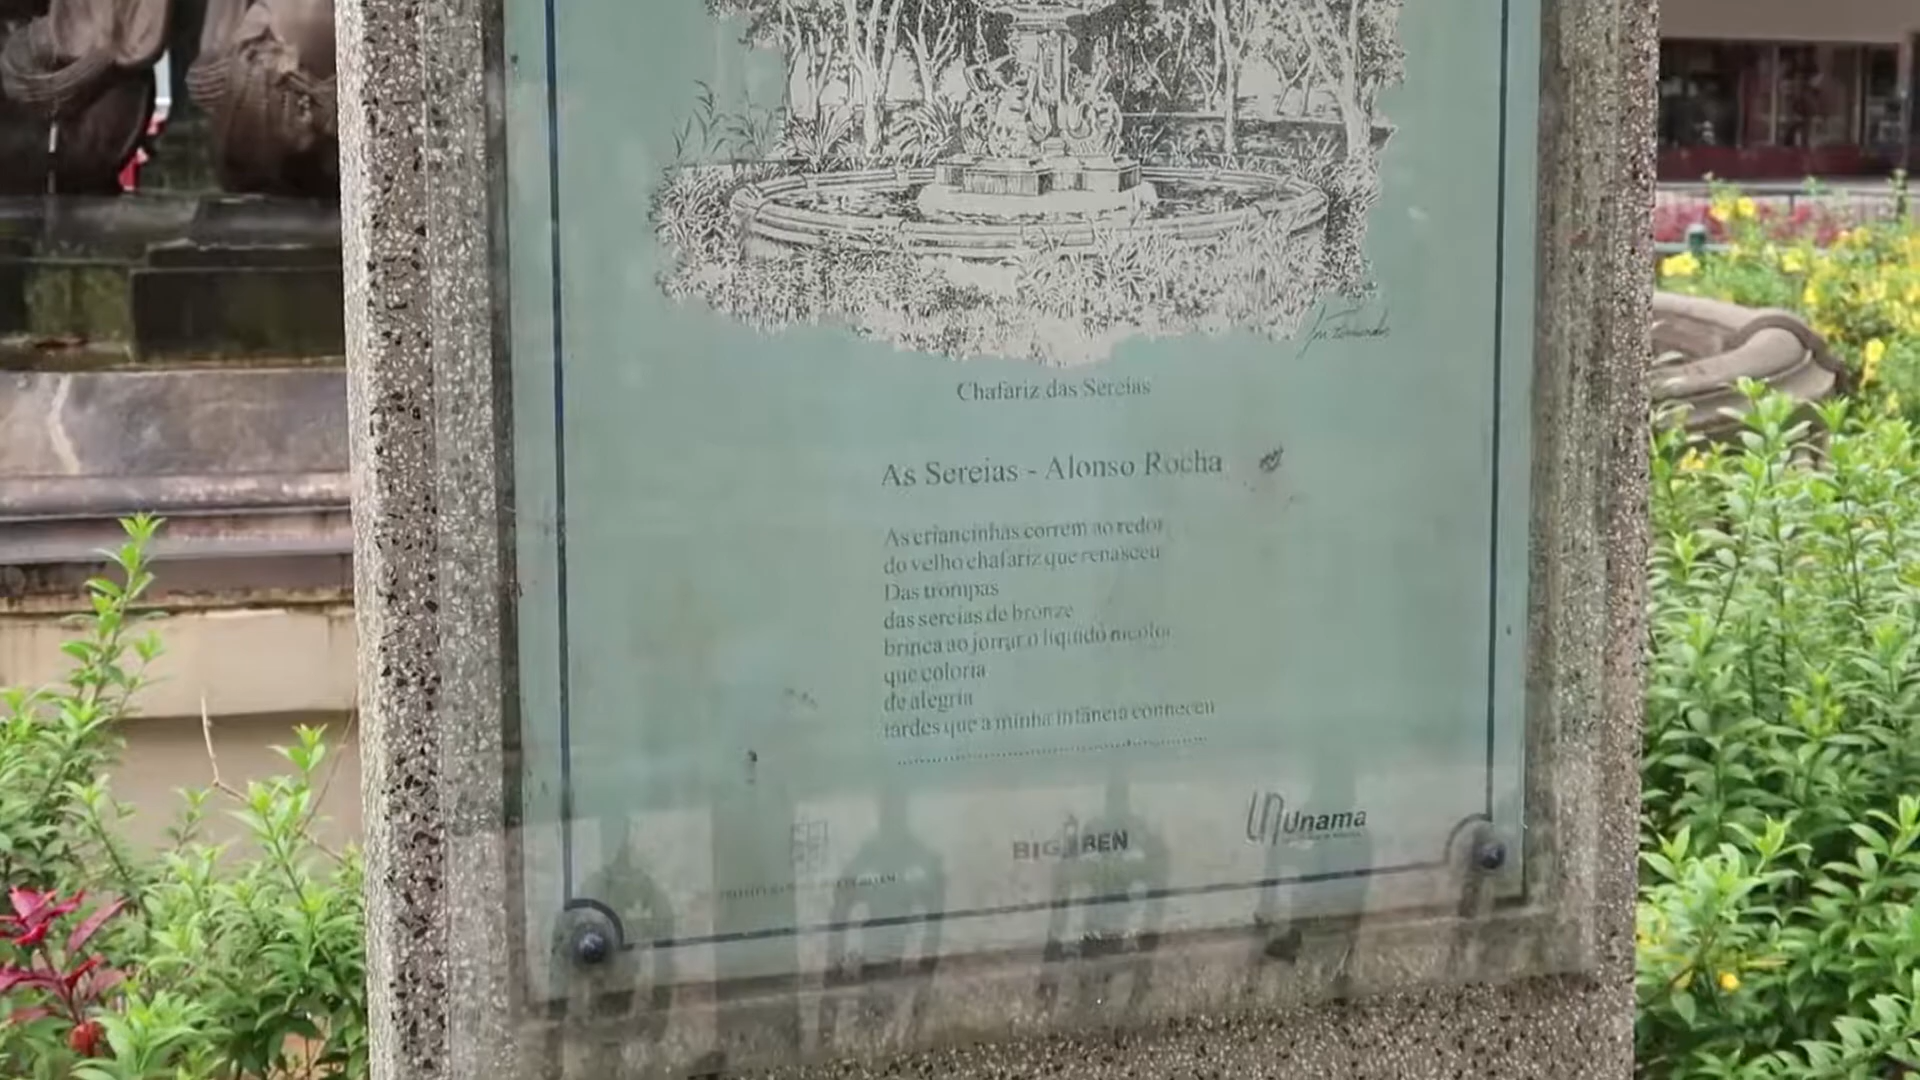 Chafariz das Sereias
As Sereias - Alonso Rocha
As criancinhas correm ao redor
do velho chafariz que renasceu
Das trompas
das sereias de bronze
brinca ao jorrar o líquido incolor
que coloria
de alegria
tardes que a minha infância conheceu
BIG BEN
Unama